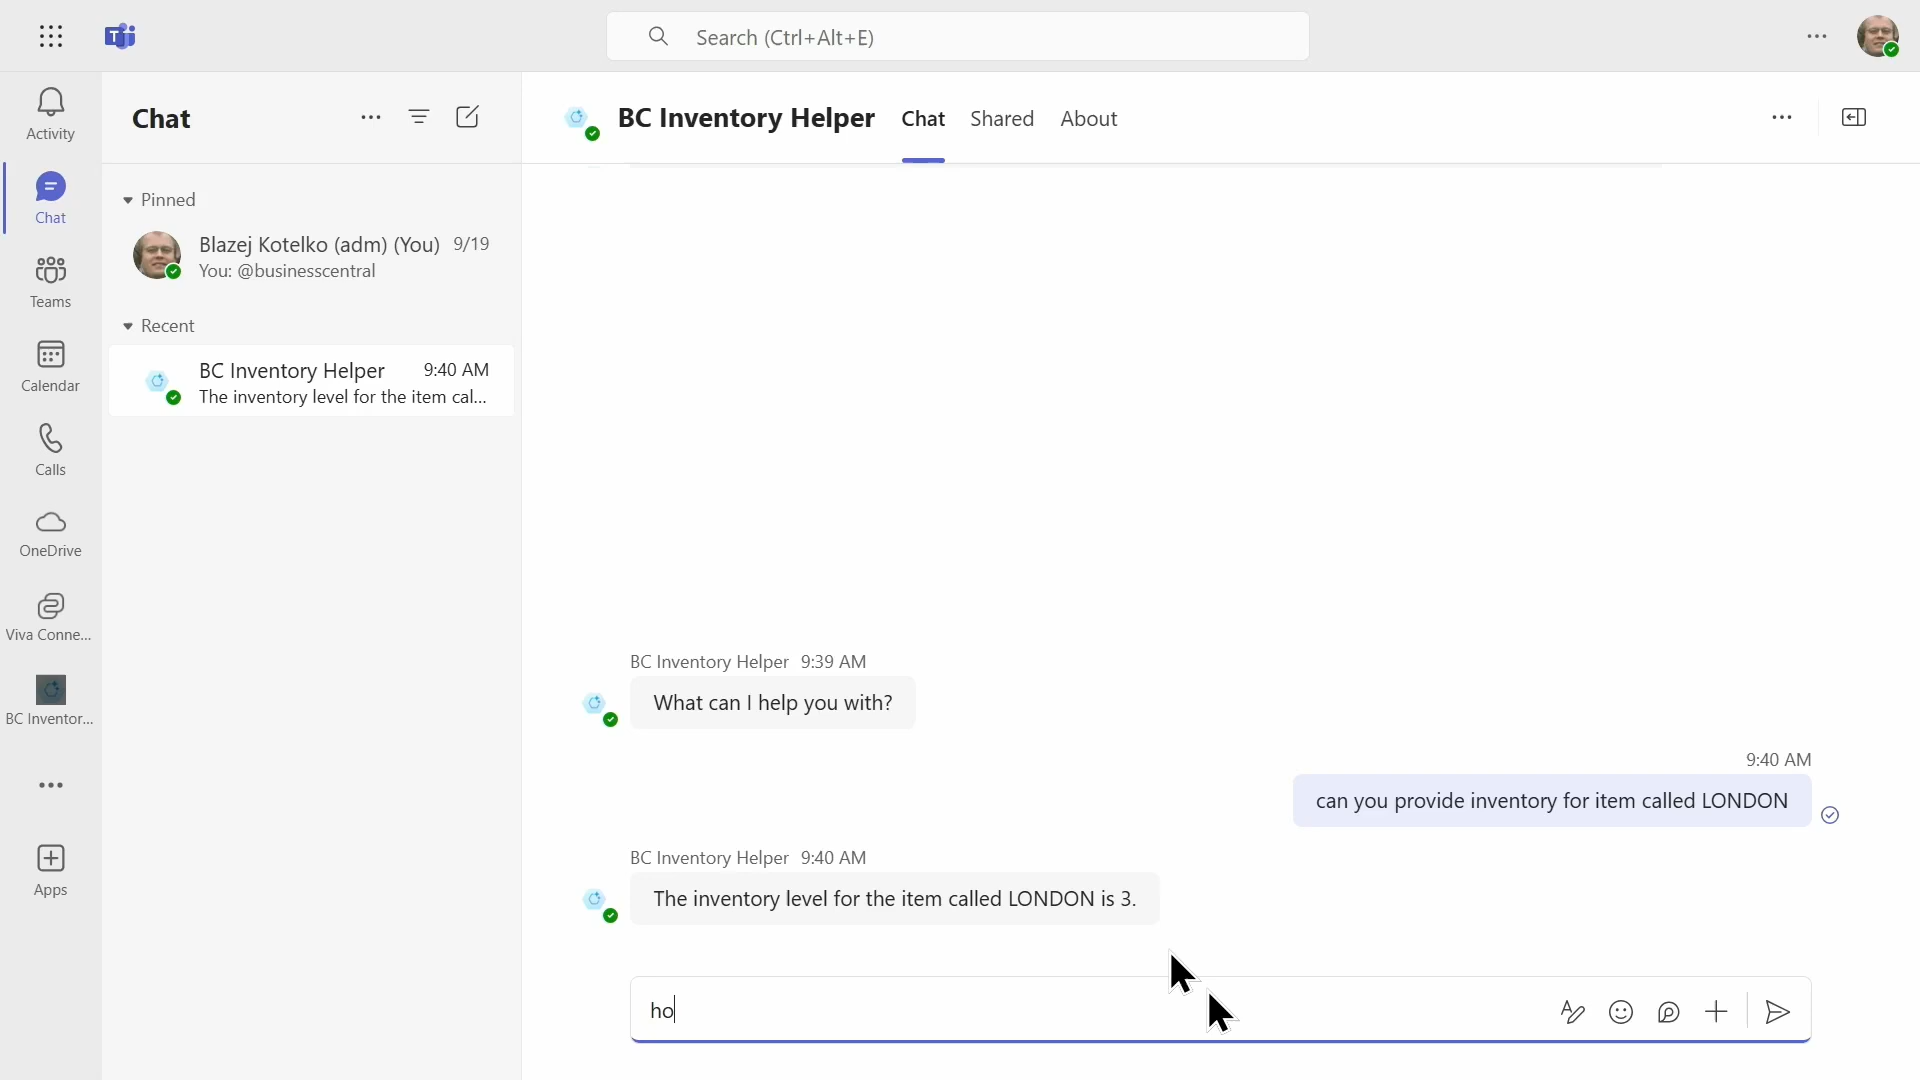 Search (Ctrl+Alt+E)
Activity
Chat
Teams
Calendar
Calls
OneDrive
Viva Conne...
BC Inventor...
Apps
Chat
Pinned
Blazej Kotelko (adm) (You) 9/19
You: @businesscentral
Recent
BC Inventory Helper 9:40 AM
The inventory level for the item cal...
BC Inventory Helper Chat Shared About
BC Inventory Helper 9:39 AM
What can I help you with?
9:40 AM
can you provide inventory for item called LONDON
BC Inventory Helper 9:40 AM
The inventory level for the item called LONDON is 3.
ho